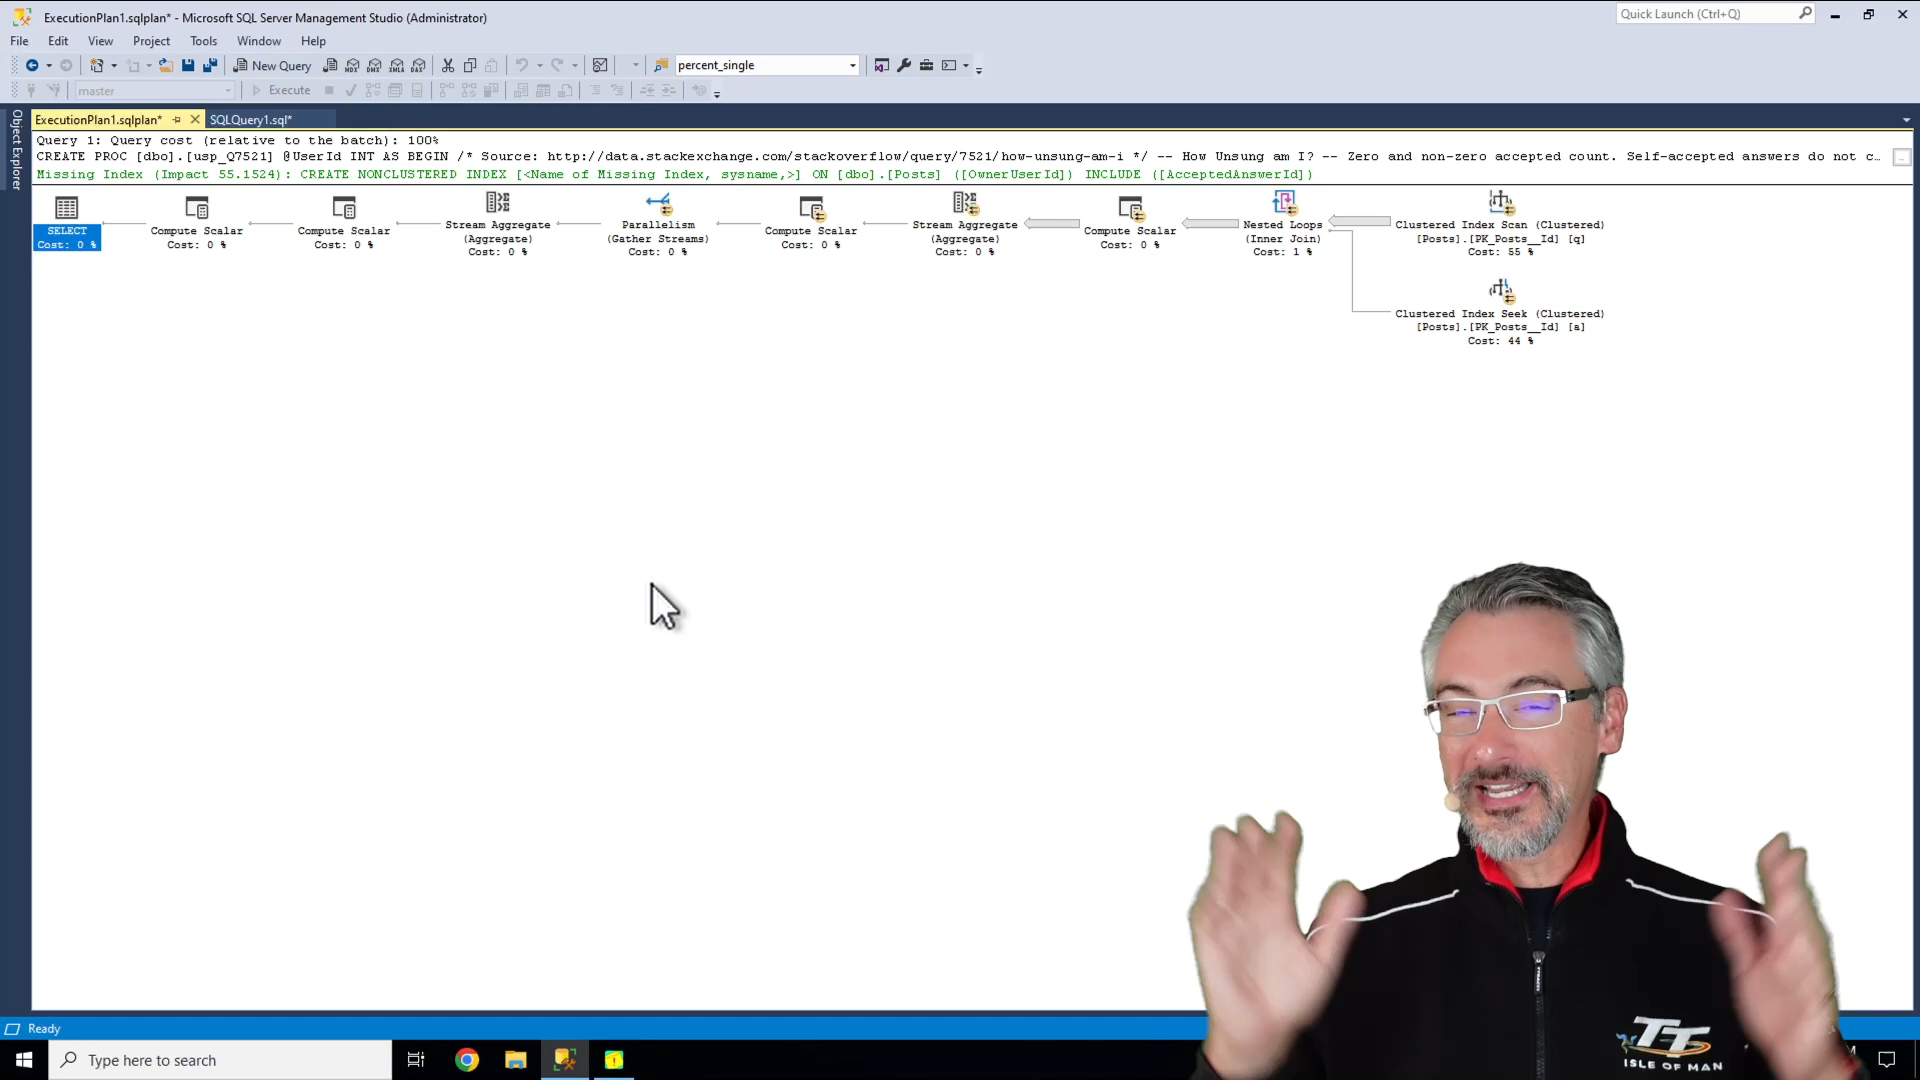 ExecutionPlan1.sqlplan* - Microsoft SQL Server Management Studio (Administrator)
Quick Launch (Ctrl+Q)
File Edit View Project Tools Window Help
New Query
percent_single
master
Execute
Object Explorer
ExecutionPlan1.sqlplan*
SQLQuery1.sql*
Query 1: Query cost (relative to the batch): 100%
CREATE PROC [dbo].[usp_Q7521] @UserId INT AS BEGIN /* Source: http://data.stackexchange.com/stackoverflow/query/7521/how-unsung-am-i */ -- How Unsung am I? -- Zero and non-zero accepted count. Self-accepted answers do not c…
Missing Index (Impact 55.1524): CREATE NONCLUSTERED INDEX [<Name of Missing Index, sysname,>] ON [dbo].[Posts] ([OwnerUserId]) INCLUDE ([AcceptedAnswerId])
SELECT
Cost: 0 %
Compute Scalar
Cost: 0 %
Compute Scalar
Cost: 0 %
Stream Aggregate
(Aggregate)
Cost: 0 %
Parallelism
(Gather Streams)
Cost: 0 %
Compute Scalar
Cost: 0 %
Stream Aggregate
(Aggregate)
Cost: 0 %
Compute Scalar
Cost: 0 %
Nested Loops
(Inner Join)
Cost: 1 %
Clustered Index Scan (Clustered)
[Posts].[PK_Posts__Id] [q]
Cost: 55 %
Clustered Index Seek (Clustered)
[Posts].[PK_Posts__Id] [a]
Cost: 44 %
TT
ISLE OF MAN
Ready
Type here to search